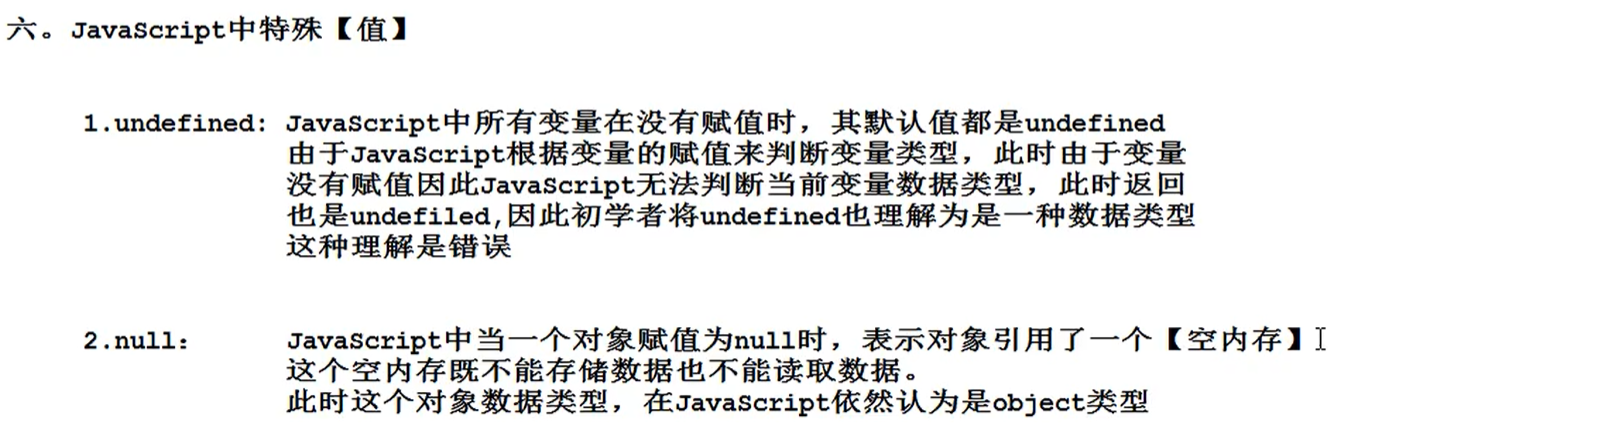 六。JavaScript中特殊【值】
1.undefined: JavaScript中所有变量在没有赋值时，其默认值都是undefined
由于JavaScript根据变量的赋值来判断变量类型，此时由于变量
没有赋值因此JavaScript无法判断当前变量数据类型，此时返回
也是undefiled,因此初学者将undefined也理解为是一种数据类型
这种理解是错误
2.null: JavaScript中当一个对象赋值为null时，表示对象引用了一个【空内存】
这个空内存既不能存储数据也不能读取数据。
此时这个对象数据类型，在JavaScript依然认为是object类型